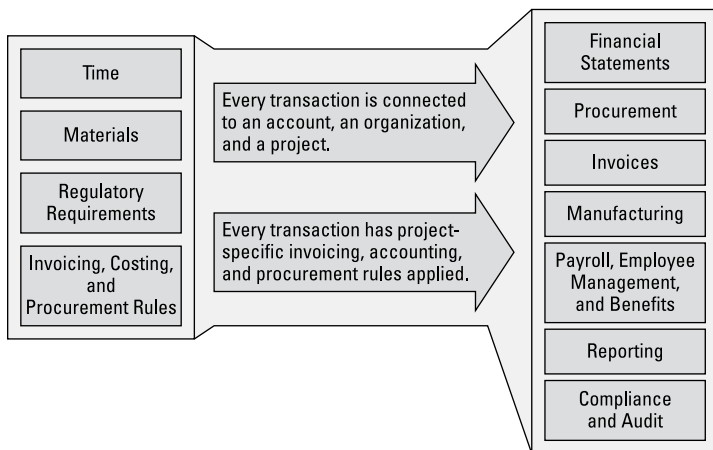 Time
Materials
Regulatory
Requirements
Invoicing, Costing,
and
Procurement Rules
Every transaction is connected
to an account, an organization,
and a project.
Every transaction has project-
specific invoicing, accounting,
and procurement rules applied.
Financial
Statements
Procurement
Invoices
Manufacturing
Payroll, Employee
Management,
and Benefits
Reporting
Compliance
and Audit